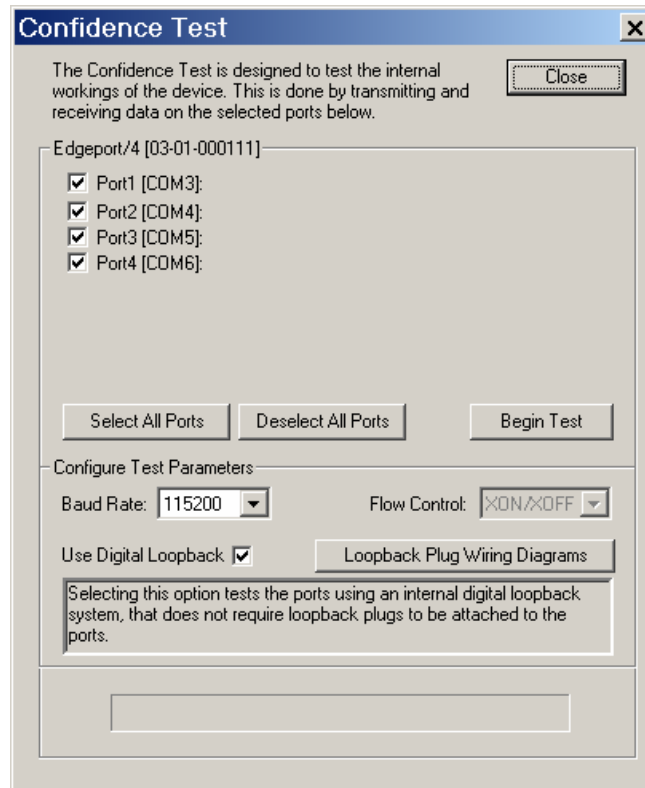 Confidence Test
The Confidence Test is designed to test the internal
workings of the device. This is done by transmitting and
receiving data on the selected ports below.
Close
Edgeport/4 [03-01-000111]
Port1 [COM3]:
Port2 [COM4]:
Port3 [COM5]:
Port4 [COM6]:
Select All Ports
Deselect All Ports
Begin Test
Configure Test Parameters
Baud Rate: 115200
Flow Control: XON/XOFF
Use Digital Loopback
Loopback Plug Wiring Diagrams
Selecting this option tests the ports using an internal digital loopback
system, that does not require loopback plugs to be attached to the
ports.